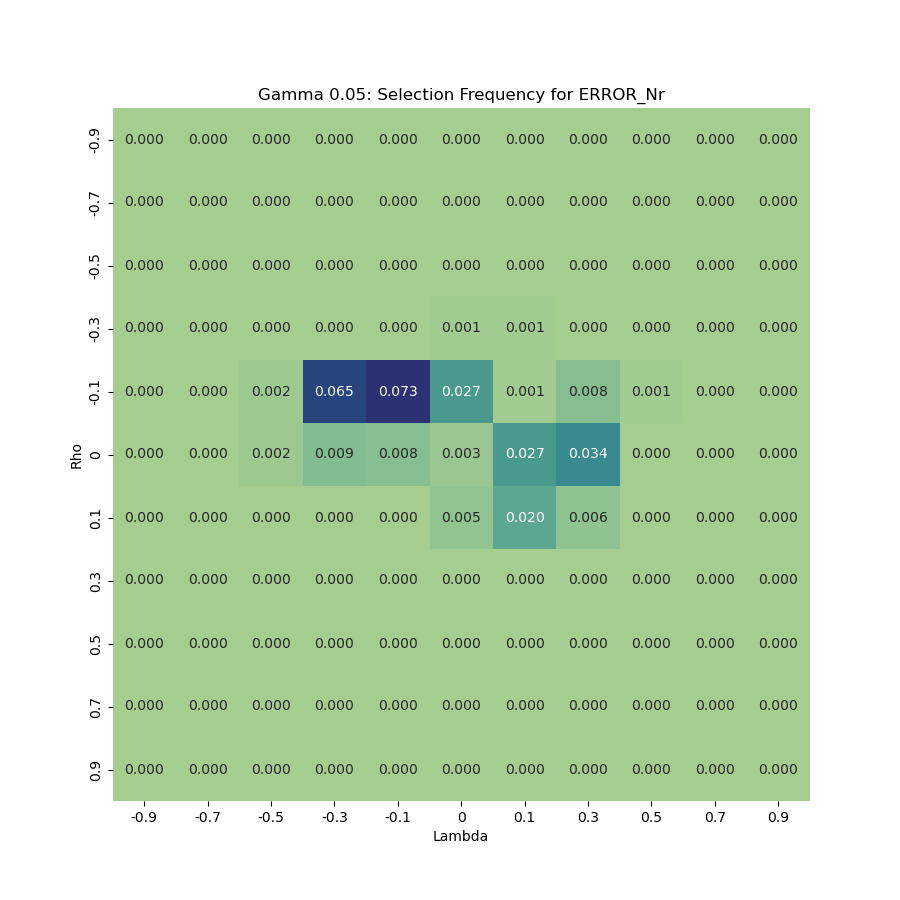 Gamma 0.05: Selection Frequency for ERROR_Nr
-0.9 0.000 0.000 0.000 0.000 0.000 0.000 0.000 0.000 0.000 0.000 0.000
-0.7 0.000 0.000 0.000 0.000 0.000 0.000 0.000 0.000 0.000 0.000 0.000
-0.5 0.000 0.000 0.000 0.000 0.000 0.000 0.000 0.000 0.000 0.000 0.000
-0.3 0.000 0.000 0.000 0.000 0.000 0.001 0.001 0.000 0.000 0.000 0.000
-0.1 0.000 0.000 0.002 0.065 0.073 0.027 0.001 0.008 0.001 0.000 0.000
Rho
0 0.000 0.000 0.002 0.009 0.008 0.003 0.027 0.034 0.000 0.000 0.000
0.1 0.000 0.000 0.000 0.000 0.000 0.005 0.020 0.006 0.000 0.000 0.000
0.3 0.000 0.000 0.000 0.000 0.000 0.000 0.000 0.000 0.000 0.000 0.000
0.5 0.000 0.000 0.000 0.000 0.000 0.000 0.000 0.000 0.000 0.000 0.000
0.7 0.000 0.000 0.000 0.000 0.000 0.000 0.000 0.000 0.000 0.000 0.000
0.9 0.000 0.000 0.000 0.000 0.000 0.000 0.000 0.000 0.000 0.000 0.000
-0.9 -0.7 -0.5 -0.3 -0.1 0 0.1 0.3 0.5 0.7 0.9
Lambda